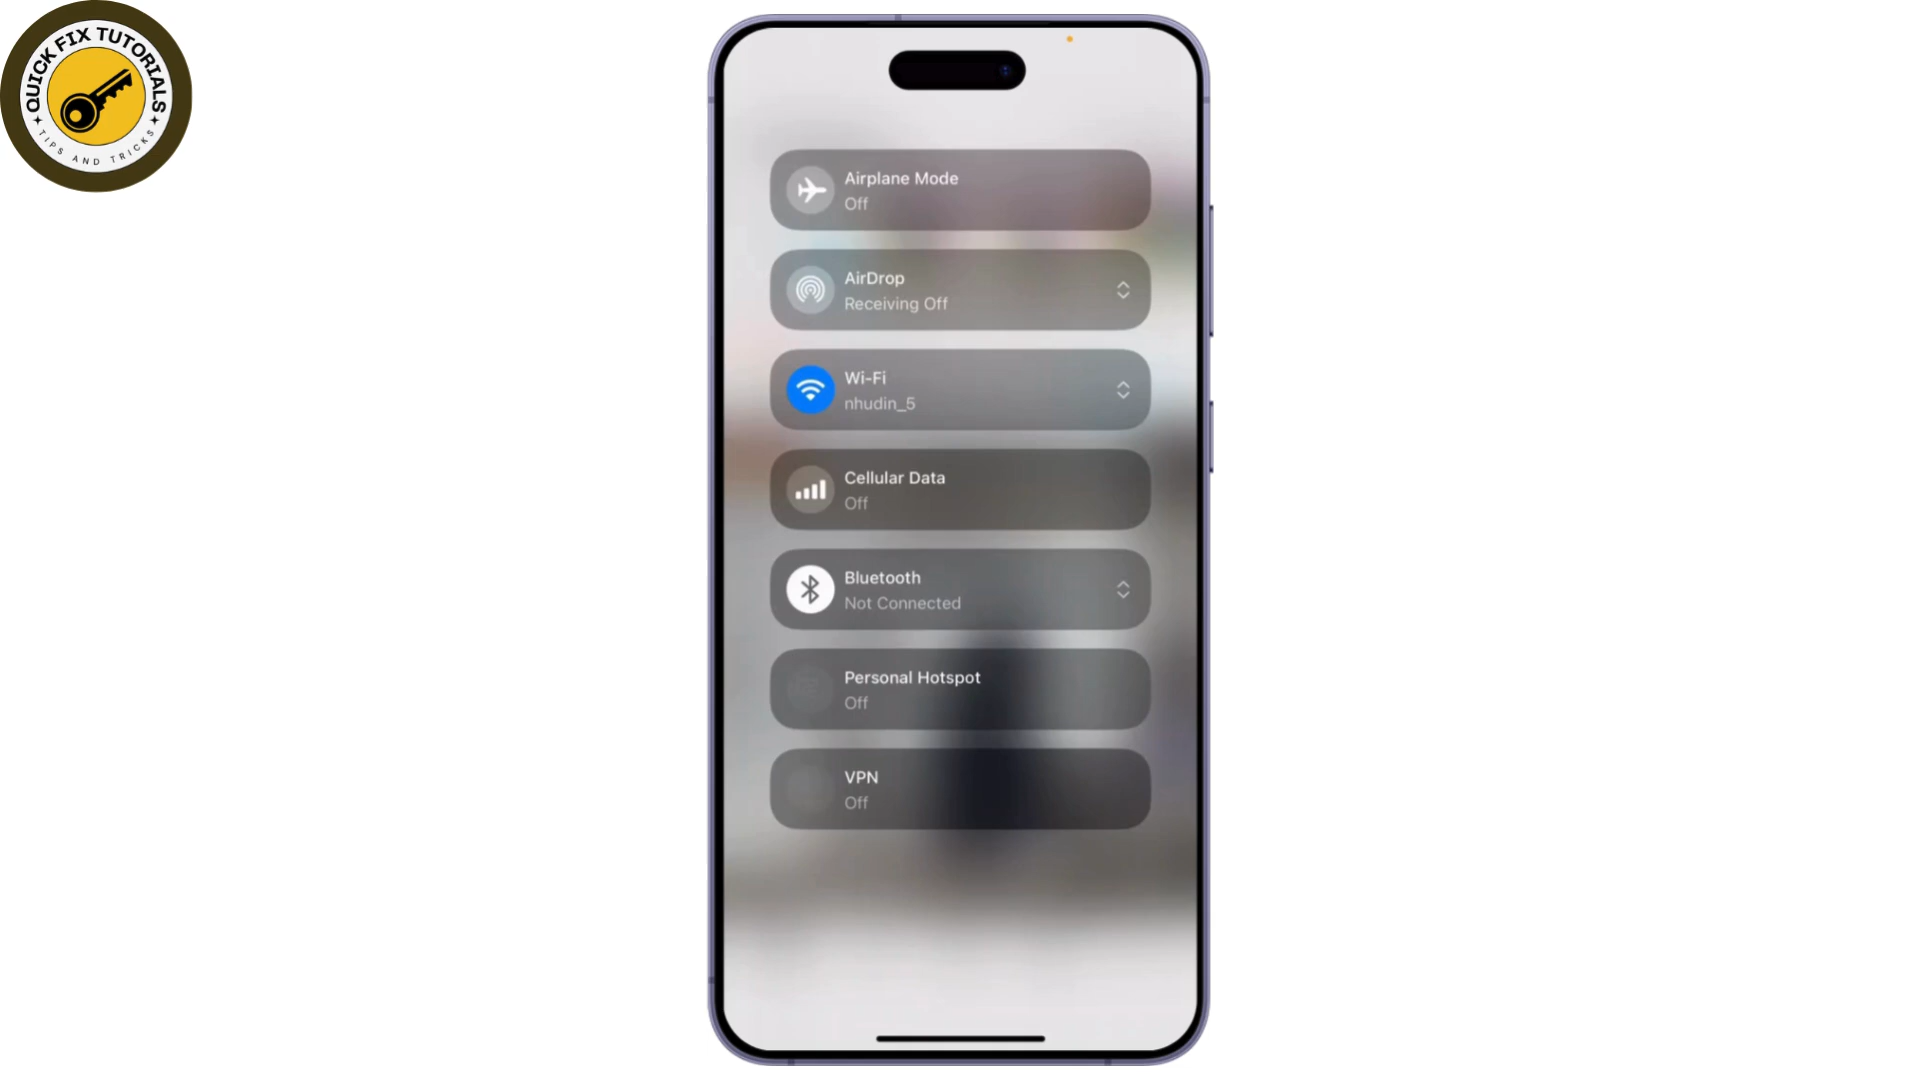 QUICK FIX TUTORIALS
TIPS AND TRICKS
Airplane Mode
Off
AirDrop
Receiving Off
Wi-Fi
nhudin_5
Cellular Data
Off
Bluetooth
Not Connected
Personal Hotspot
Off
VPN
Off